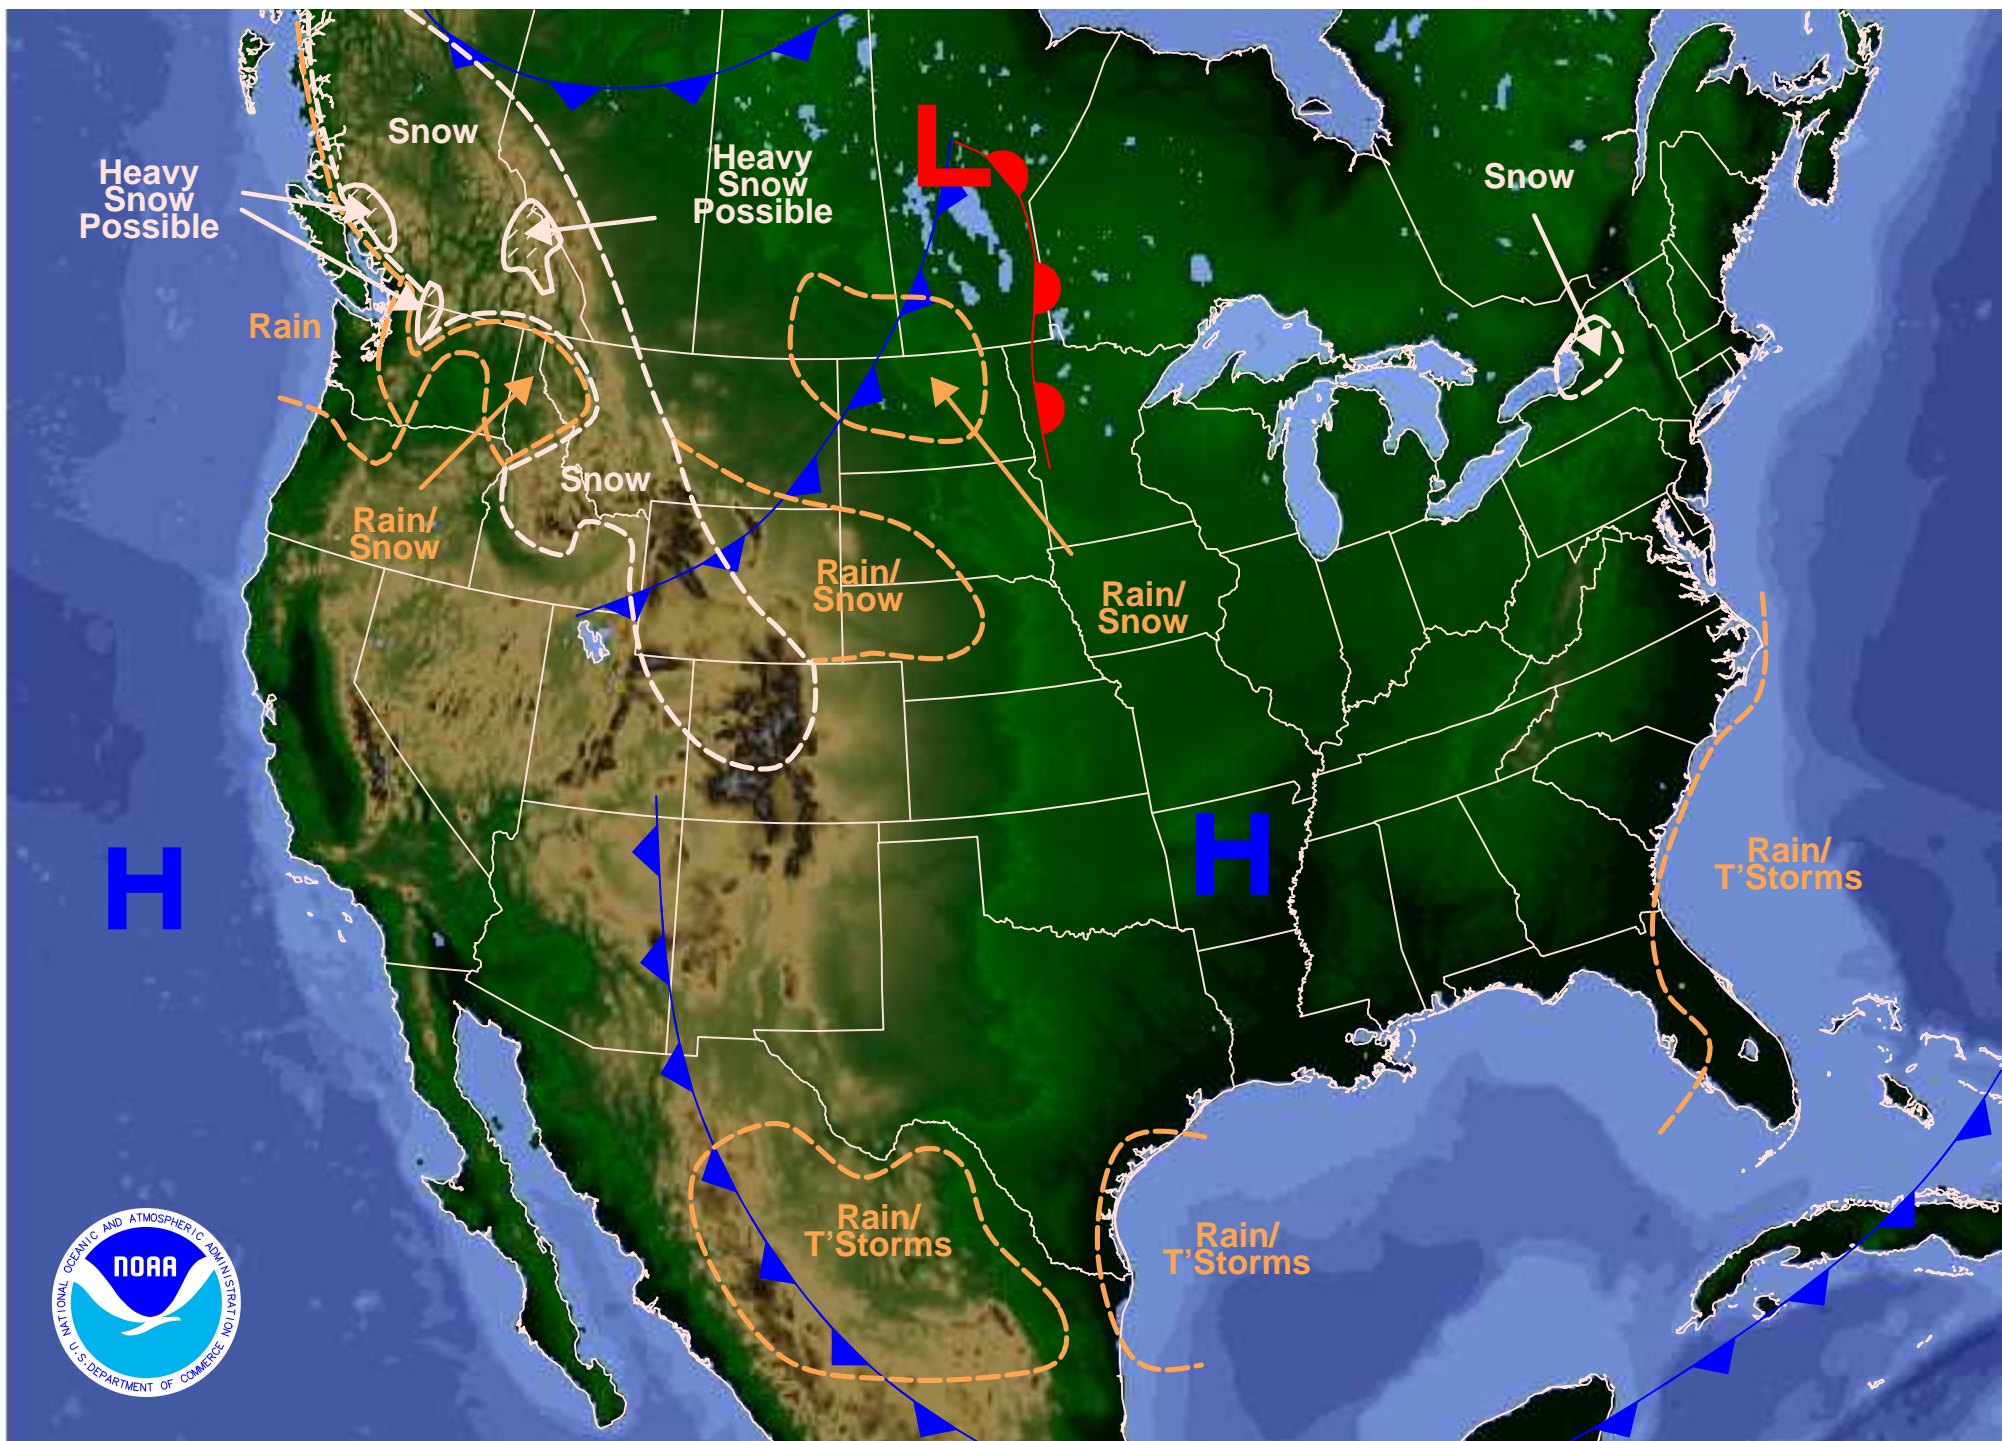 Snow
Heavy
Snow
Possible
Heavy
Snow
Possible
L
Snow
Rain
Snow
Rain/
Snow
Rain/
Snow
Rain/
Snow
H
H
Rain/
T'Storms
Rain/
T'Storms
Rain/
T'Storms
NATIONAL OCEANIC AND ATMOSPHERIC ADMINISTRATION
NOAA
U.S. DEPARTMENT OF COMMERCE